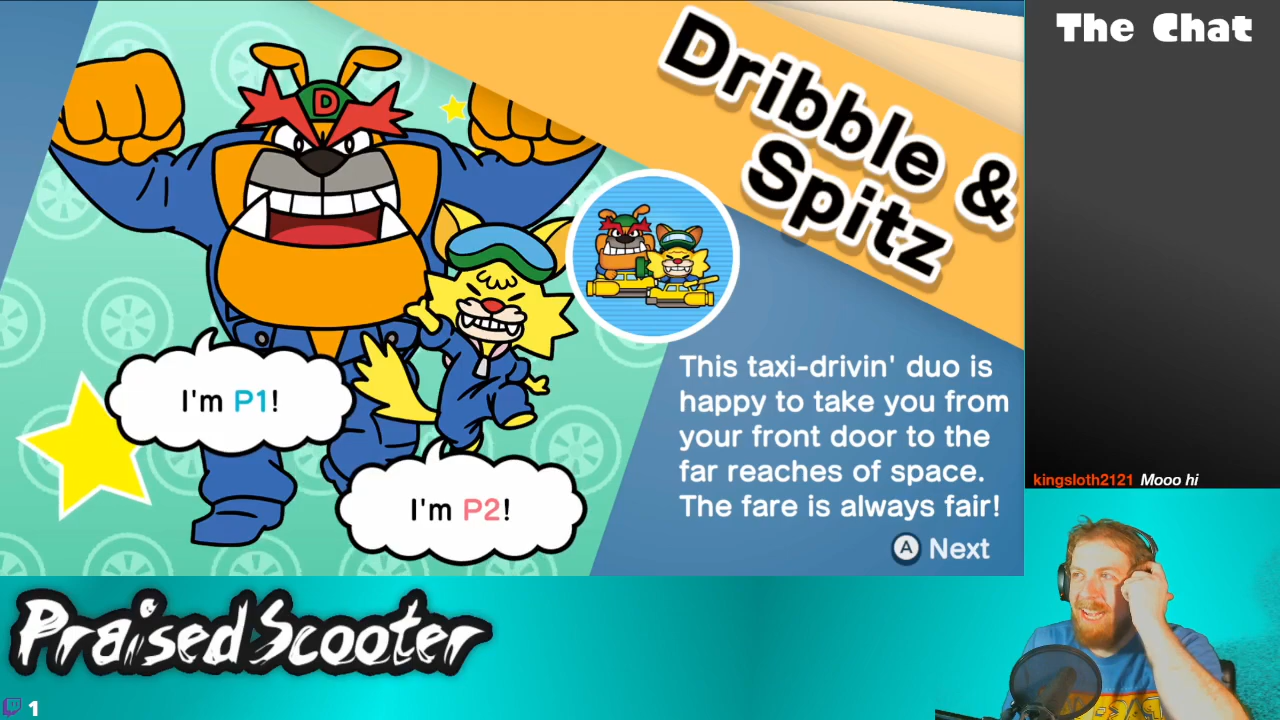 The Chat
D
Dribble &
Spitz
I'm P1!
I'm P2!
This taxi-drivin' duo is
happy to take you from
your front door to the
far reaches of space.
The fare is always fair!
A Next
kingsloth2121 Mooo hi
PraisedScooter
1